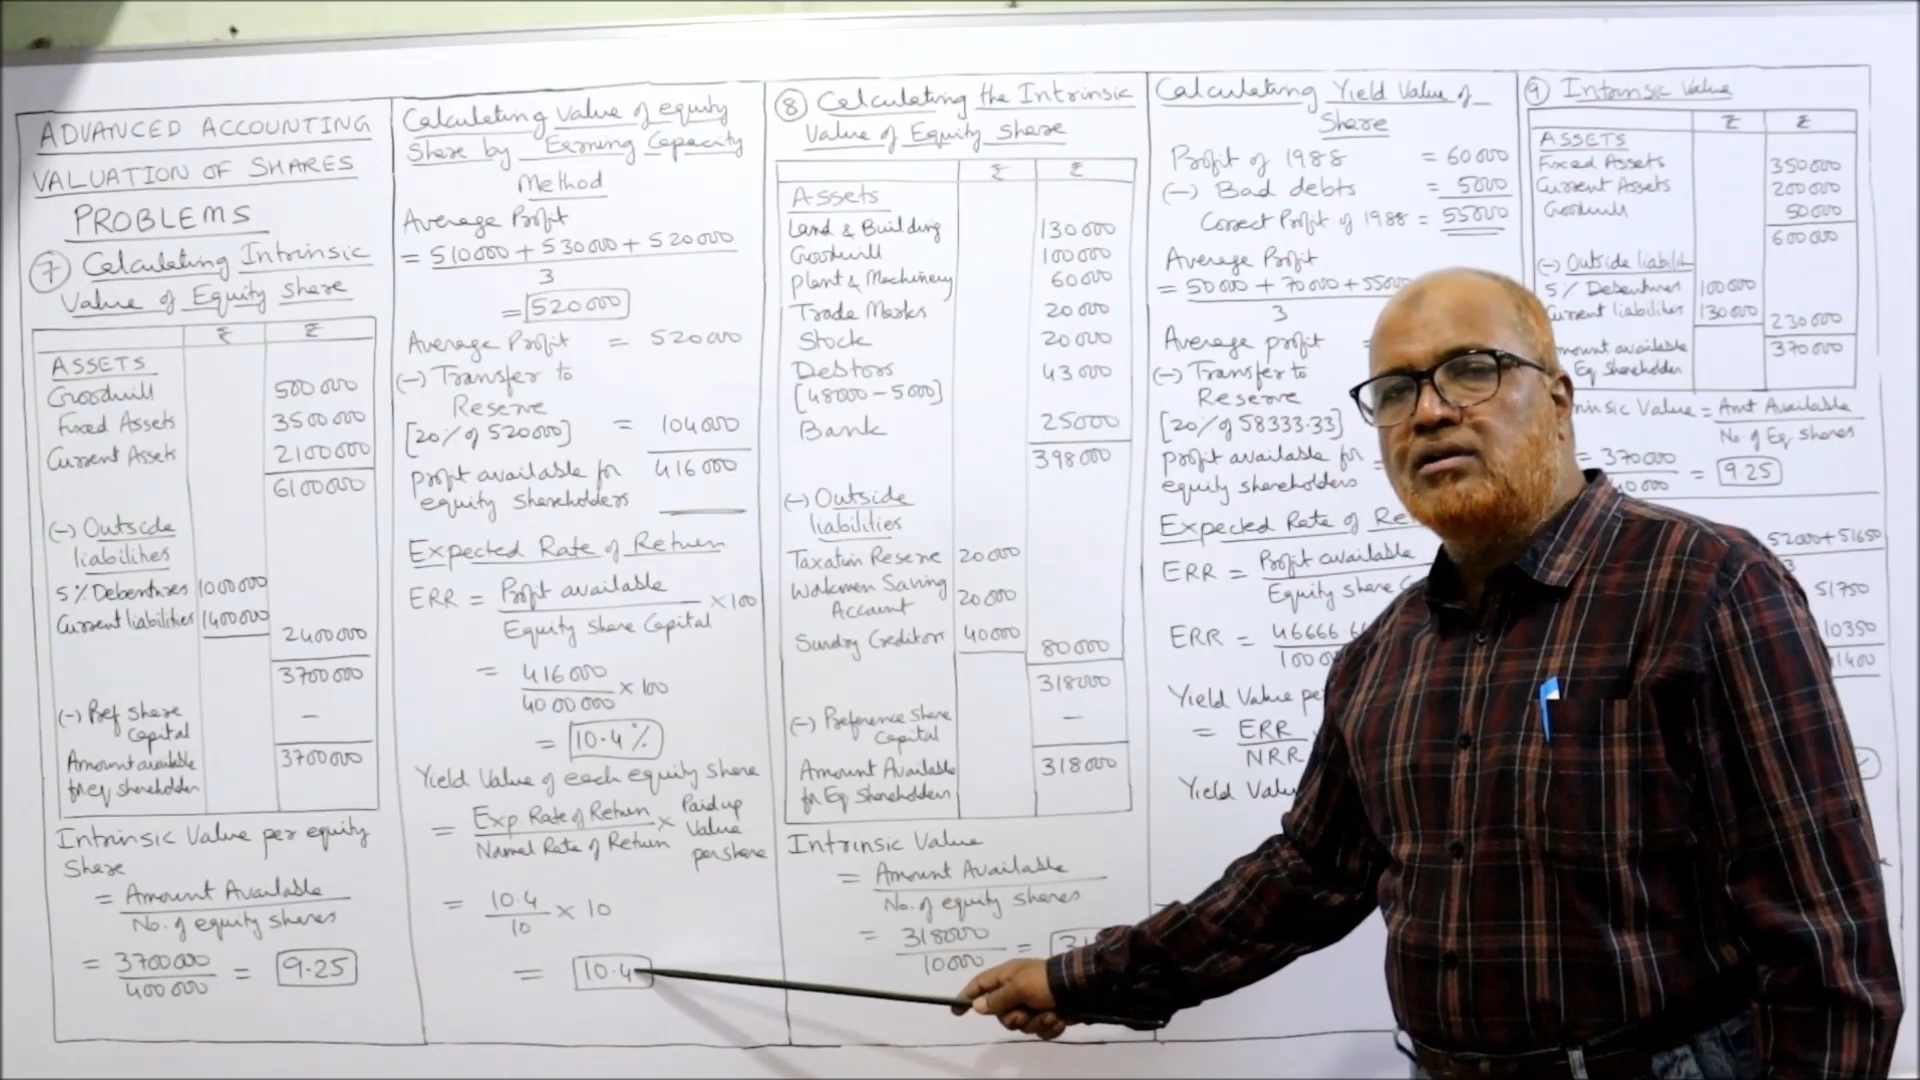 ADVANCED ACCOUNTING
VALUATION OF SHARES
PROBLEMS
7 Calculating Intrinsic
Value of Equity Share
₹ ₹
ASSETS
Goodwill 500000
Fixed Assets 3500000
Current Assets 2100000
6100000
(-) Outside
liabilities
5% Debentures 1000000
Current liabilities 1400000
2400000
3700000
(-) Pref Share
Capital -
Amount available 3700000
for eq shareholder
Intrinsic Value per equity
Share
= Amount Available
No. of equity shares
= 3700000 = 9.25
400000
Calculating Value of equity
Share by Earning Capacity
Method
Average Profit
= 510000 + 530000 + 520000
3
= 520000
Average Profit = 520000
(-) Transfer to
Reserve
[20% of 520000] = 104000
profit available for 416000
equity shareholders
Expected Rate of Return
ERR = Profit available × 100
Equity Share Capital
= 416000 × 100
4000000
= 10.4%
Yield Value of each equity share
= Exp. Rate of Return × Paid up
Normal Rate of Return Value
per share
= 10.4 × 10
10
= 10.4
8 Calculating the Intrinsic
Value of Equity share
₹ ₹
Assets
Land & Building 130000
Goodwill 100000
Plant & Machinery 60000
Trade Marks 20000
Stock 20000
Debtors 43000
[48000 - 5000]
Bank 25000
398000
(-) Outside
liabilities
Taxation Reserve 20000
Workmen Saving
Account 20000
Sundry Creditors 40000 80000
318000
(-) Preference Share -
Capital
Amount Available 318000
for Eq Shareholders
Intrinsic Value
= Amount Available
No. of equity shares
= 318000 =
10000
Calculating Yield Value of
Share
Profit of 1988 = 60000
(-) Bad debts = 5000
Correct Profit of 1988 = 55000
Average Profit
= 50000 + 70000 + 55000
3
Average profit =
(-) Transfer to
Reserve
[20% of 58333.33]
profit available for =
equity shareholders
Expected Rate of
ERR = Profit available
Equity Share
ERR = 46666.66
Yield Value
= ERR
NRR
Yield
9 Intrinsic Value
₹ ₹
ASSETS
Fixed Assets 350000
Current Assets 200000
Goodwill 50000
600000
(-) Outside
5% Debentures 100000
Current liabilities 130000 230000
Amount available 370000
Eq Shareholder
Intrinsic Value = Amt Available
No. of Eq shares
= 370000 = 9.25
52000 + 51650
51750
10350